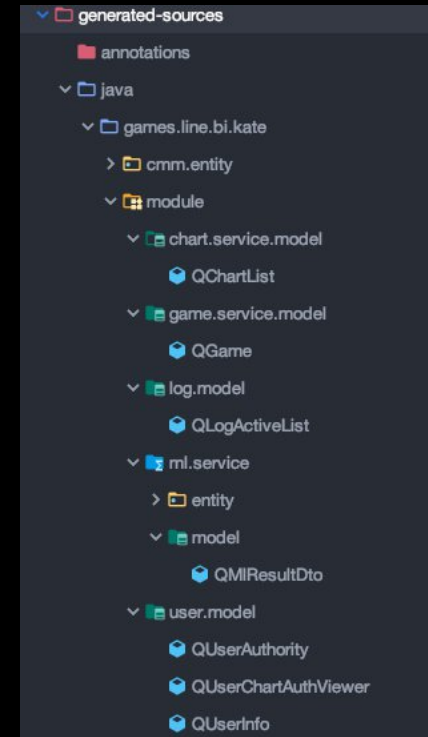 generated-sources
annotations
java
games.line.bi.kate
cmm.entity
module
chart.service.model
QChartList
game.service.model
QGame
log.model
QLogActiveList
ml.service
entity
model
QMlResultDto
user.model
QUserAuthority
QUserChartAuthViewer
QUserInfo